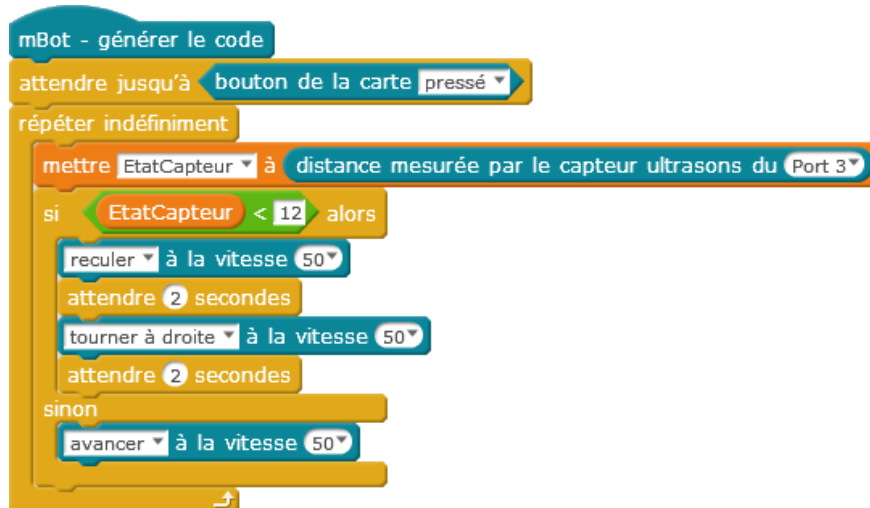 mBot - générer le code
attendre jusqu'à bouton de la carte pressé
répéter indéfiniment
mettre EtatCapteur à distance mesurée par le capteur ultrasons du Port 3
si EtatCapteur < 12 alors
reculer à la vitesse 50
attendre 2 secondes
tourner à droite à la vitesse 50
attendre 2 secondes
sinon
avancer à la vitesse 50